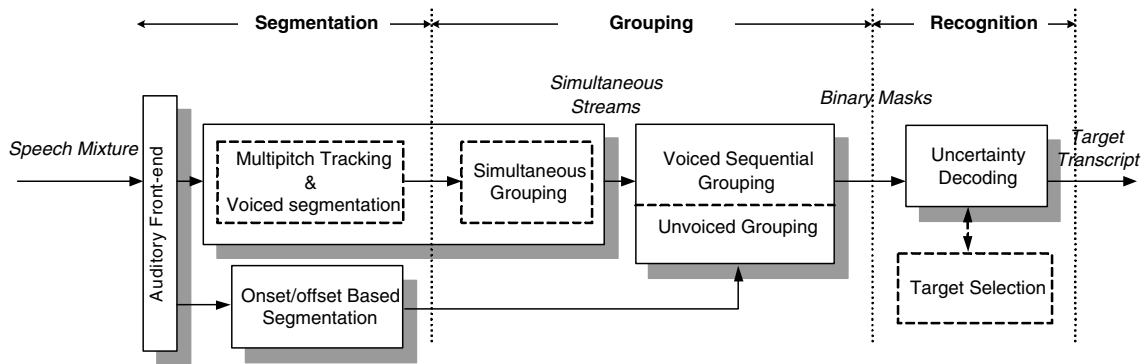 Segmentation
Grouping
Recognition
Speech Mixture
Auditory Front-end
Multipitch Tracking
&
Voiced segmentation
Simultaneous
Grouping
Simultaneous
Streams
Voiced Sequential
Grouping
Unvoiced Grouping
Onset/offset Based
Segmentation
Binary Masks
Uncertainty
Decoding
Target Selection
Target
Transcript